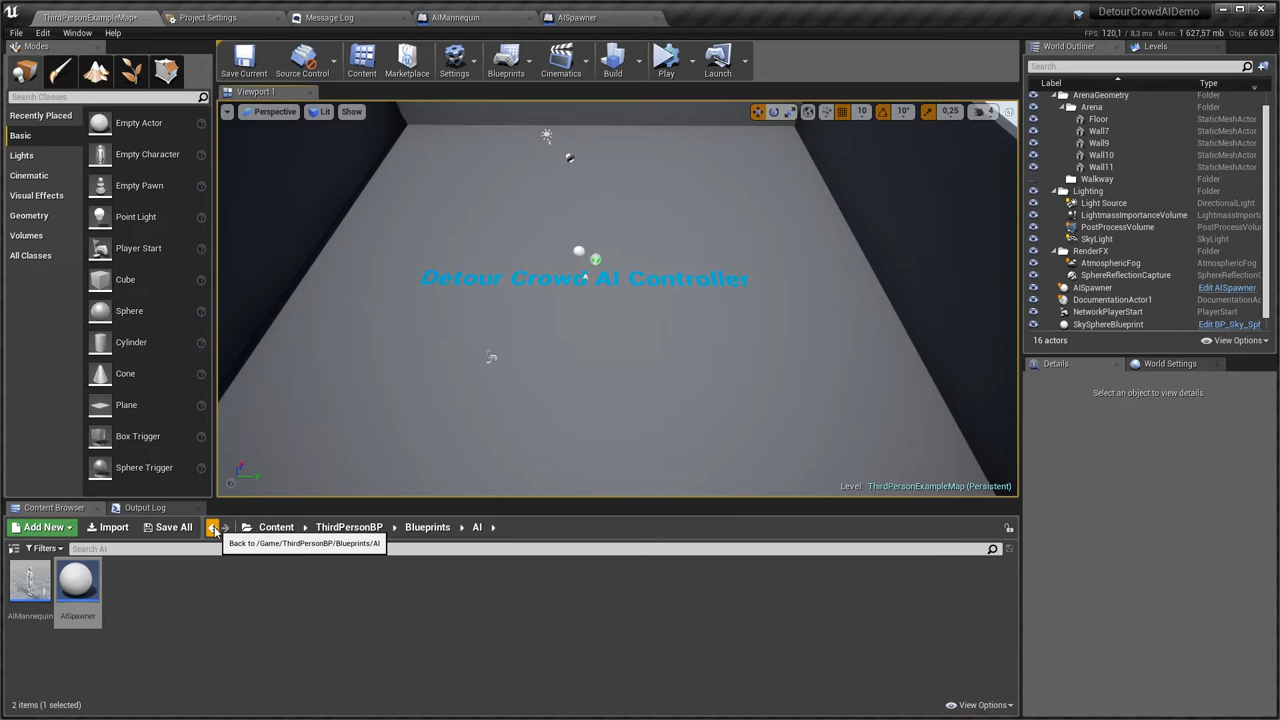 ThirdPersonExampleMap*
Project Settings
Message Log
AIMannequin
AISpawner
DetourCrowdAIDemo
File Edit Window Help
FPS: 120,1 / 8,3 ms Mem: 1 627,57 mb Objs: 66 603
Modes
Save Current
Source Control
Content
Marketplace
Settings
Blueprints
Cinematics
Build
Play
Launch
World Outliner
Levels
Search...
Label Type
Search Classes
Viewport 1
Perspective Lit Show
10 10° 0,25 4
Recently Placed
Basic
Lights
Cinematic
Visual Effects
Geometry
Volumes
All Classes
Empty Actor
Empty Character
Empty Pawn
Point Light
Player Start
Cube
Sphere
Cylinder
Cone
Plane
Box Trigger
Sphere Trigger
Detour Crowd AI Controller
Level: ThirdPersonExampleMap (Persistent)
ArenaGeometry Folder
Arena Folder
Floor StaticMeshActor
Wall7 StaticMeshActor
Wall9 StaticMeshActor
Wall10 StaticMeshActor
Wall11 StaticMeshActor
Walkway Folder
Lighting Folder
Light Source DirectionalLight
LightmassImportanceVolume LightmassImporta
PostProcessVolume PostProcessVolume
SkyLight SkyLight
RenderFX Folder
AtmosphericFog AtmosphericFog
SphereReflectionCapture SphereReflectionC
AISpawner Edit AISpawner
DocumentationActor1 DocumentationActo
NetworkPlayerStart PlayerStart
SkySphereBlueprint Edit BP_Sky_Sph
16 actors
View Options
Details
World Settings
Select an object to view details.
Content Browser
Output Log
Add New Import Save All Content ThirdPersonBP Blueprints AI
Back to /Game/ThirdPersonBP/Blueprints/AI
Filters Search AI
AIMannequin
AISpawner
2 items (1 selected)
View Options